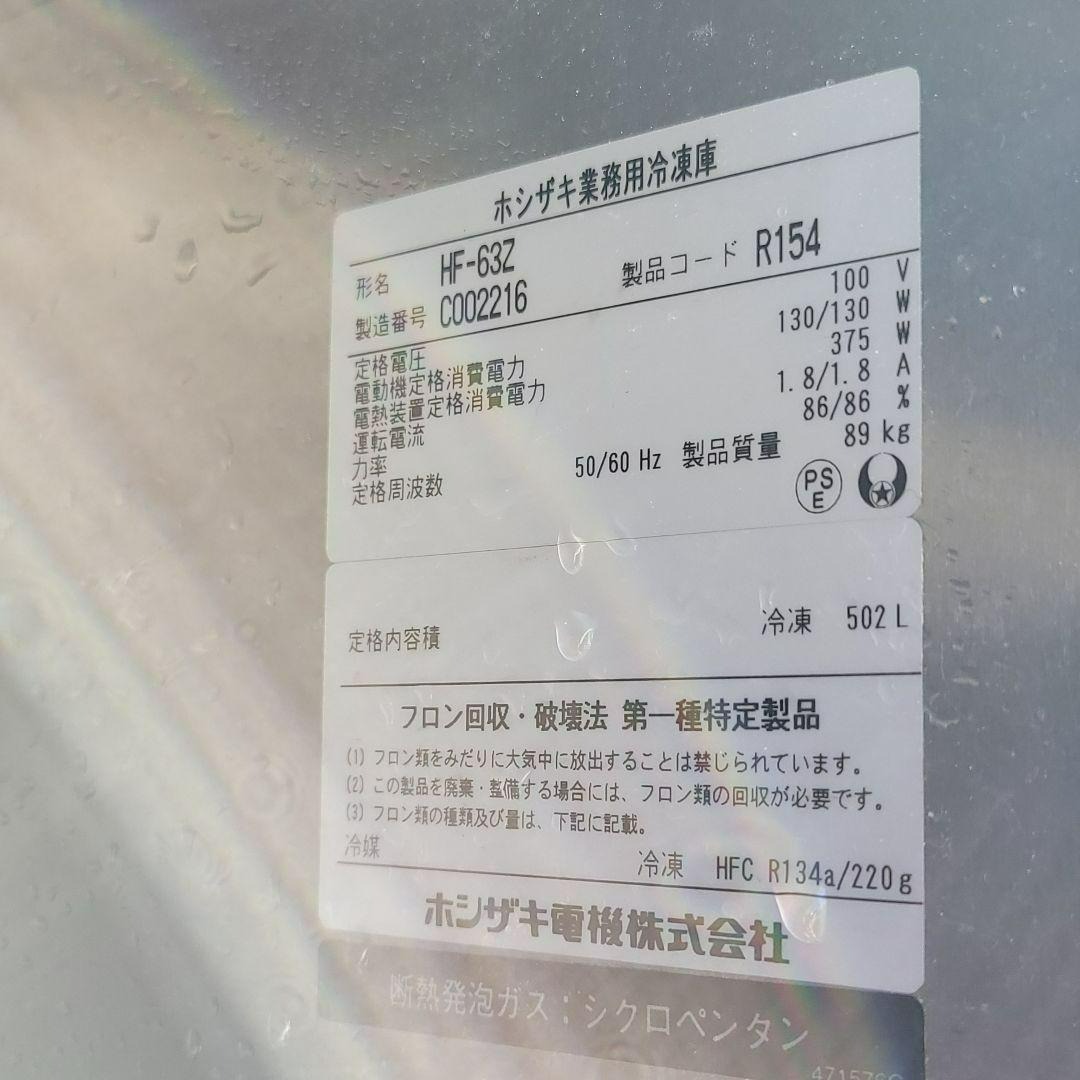 ホシザキ業務用冷凍庫
形名 HF-63Z 製品コード R154
製造番号 C002216
定格電圧 100 V
電動機定格消費電力 130/130 W
電熱装置定格消費電力 375 W
運転電流 1.8/1.8 A
力率 86/86 %
定格周波数 50/60 Hz 製品質量 89 kg
PS
E
定格内容積 冷凍 502 L
フロン回収・破壊法 第一種特定製品
(1) フロン類をみだりに大気中に放出することは禁じられています。
(2) この製品を廃棄・整備する場合には、フロン類の回収が必要です。
(3) フロン類の種類及び量は、下記に記載。
冷媒 冷凍 HFC R134a/220g
ホシザキ電機株式会社
断熱発泡ガス:シクロペンタン